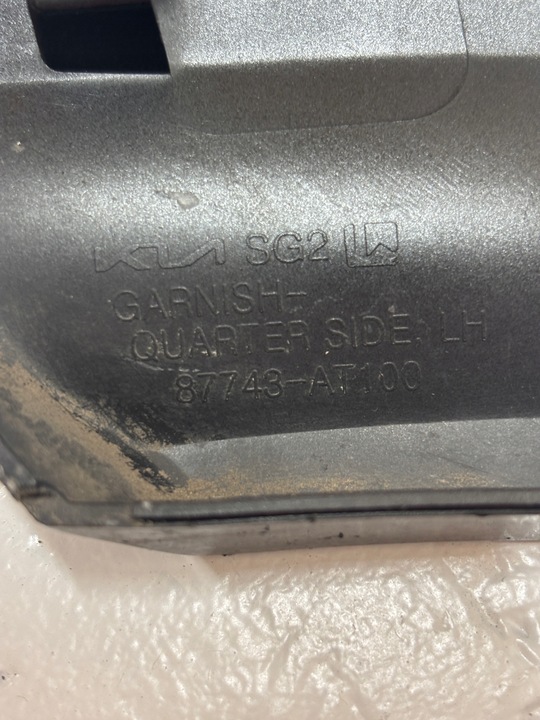 KIA SG2
GARNISH-
QUARTER SIDE, LH
87743-AT100